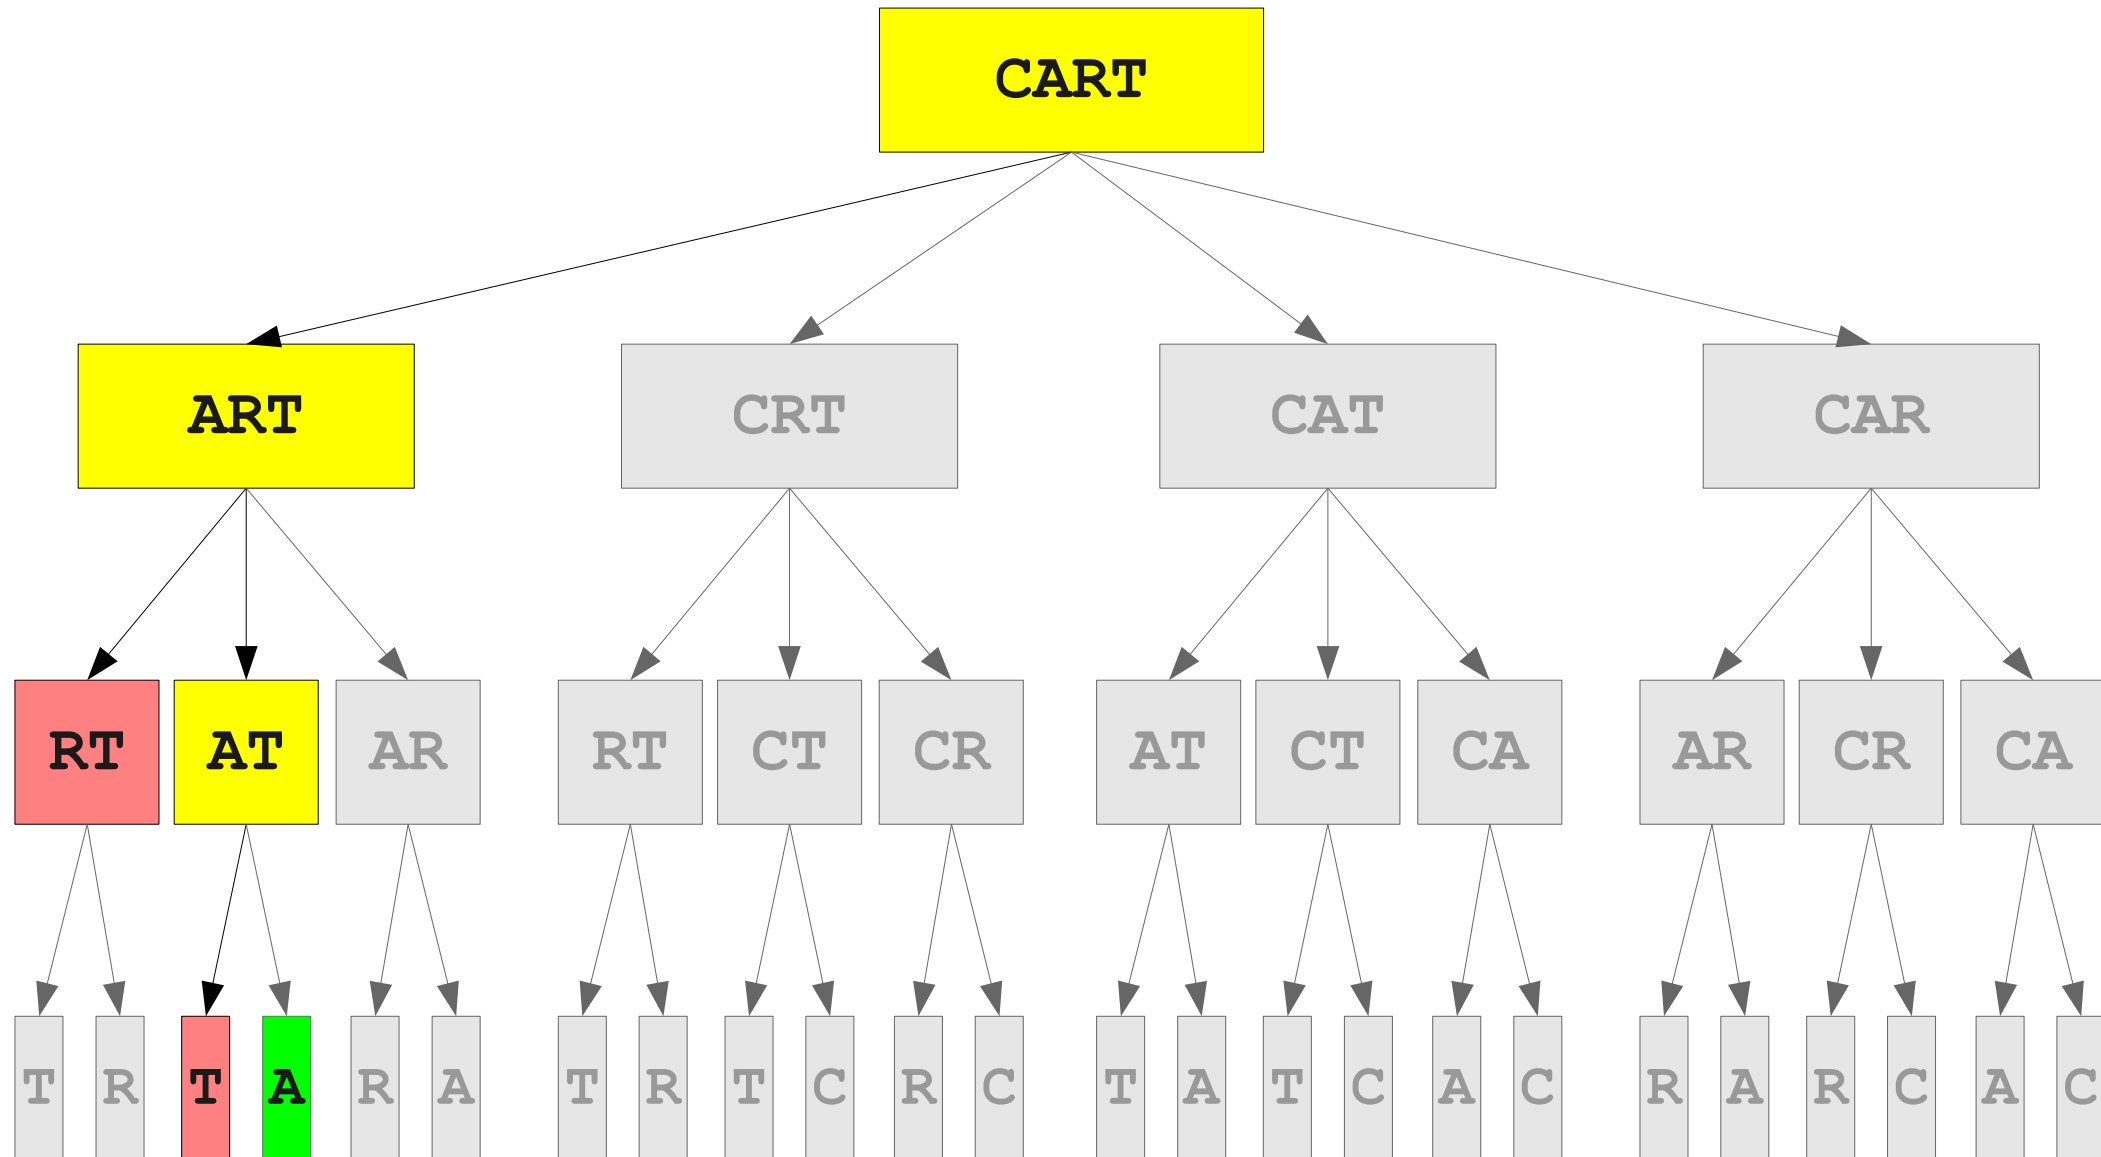 CART
ART CRT CAT CAR
RT AT AR RT CT CR AT CT CA AR CR CA
T R T A R A T R T C R C T A T C A C R A R C A C